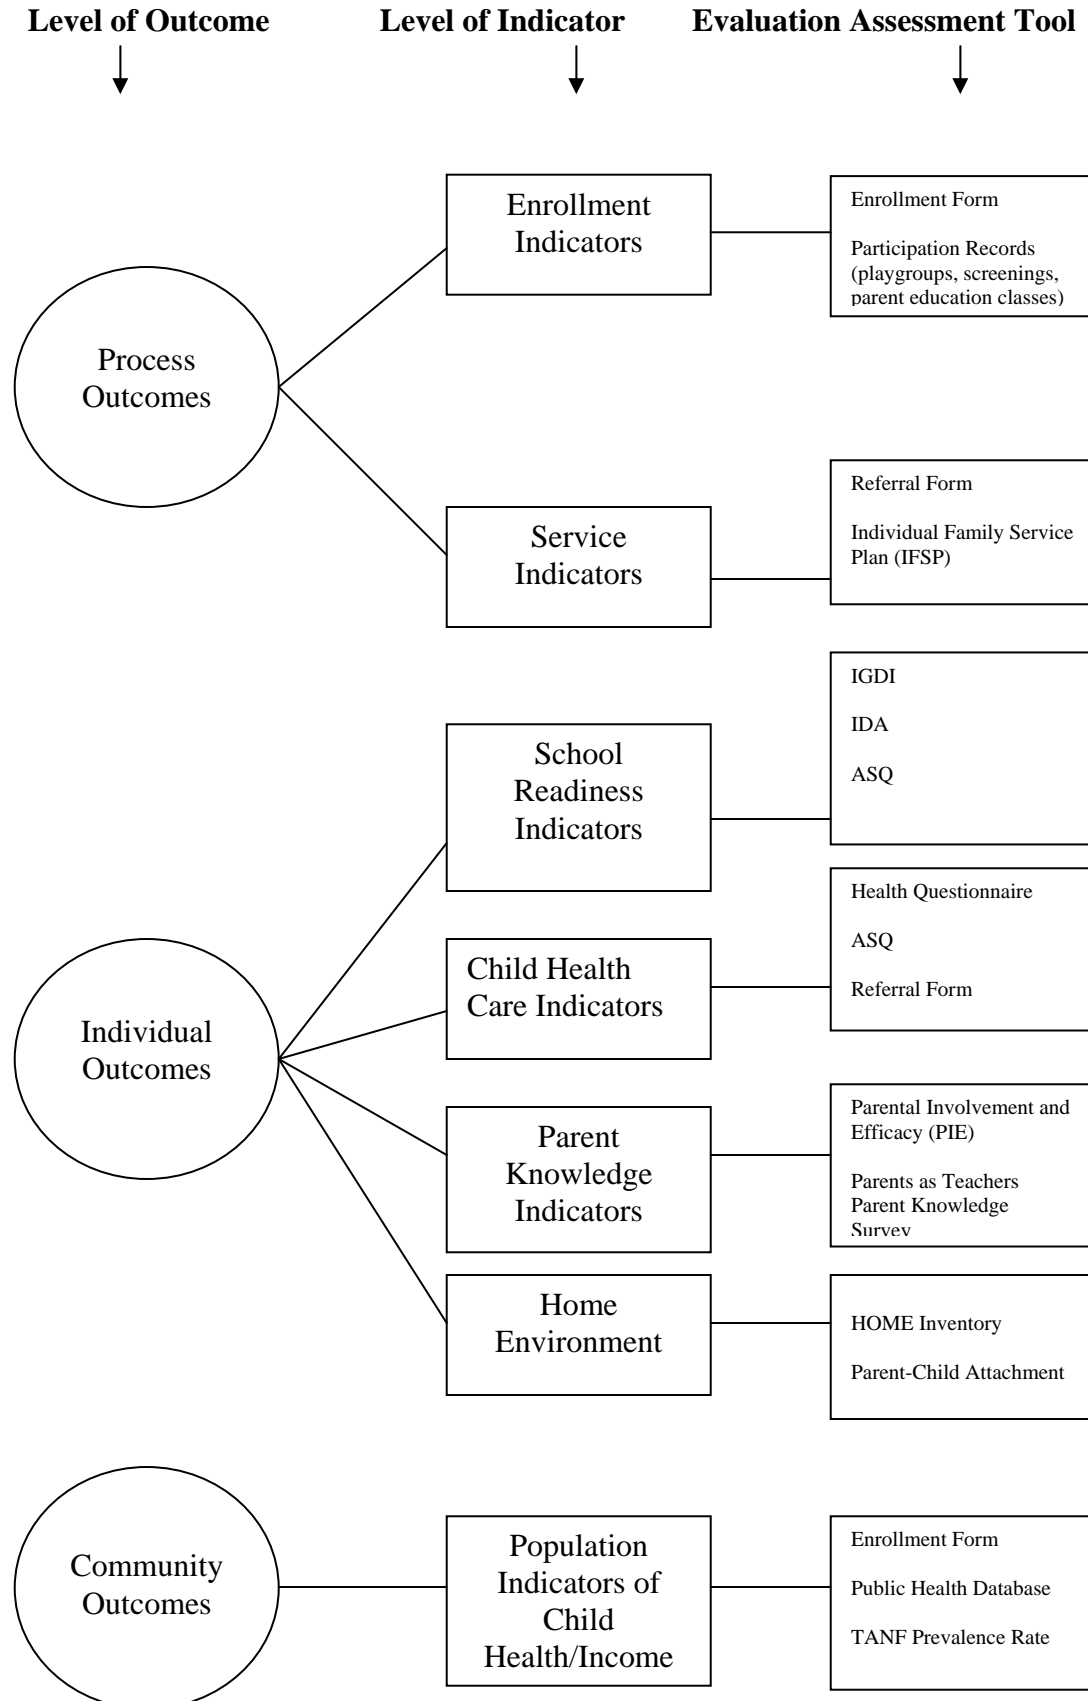 Level of Outcome
Level of Indicator
Evaluation Assessment Tool
Process
Outcomes
Enrollment
Indicators
Enrollment Form
Participation Records
(playgroups, screenings,
parent education classes)
Service
Indicators
Referral Form
Individual Family Service
Plan (IFSP)
Individual
Outcomes
School
Readiness
Indicators
IGDI
IDA
ASQ
Child Health
Care Indicators
Health Questionnaire
ASQ
Referral Form
Parent
Knowledge
Indicators
Parental Involvement and
Efficacy (PIE)
Parents as Teachers
Parent Knowledge
Survey
Home
Environment
HOME Inventory
Parent-Child Attachment
Community
Outcomes
Population
Indicators of
Child
Health/Income
Enrollment Form
Public Health Database
TANF Prevalence Rate